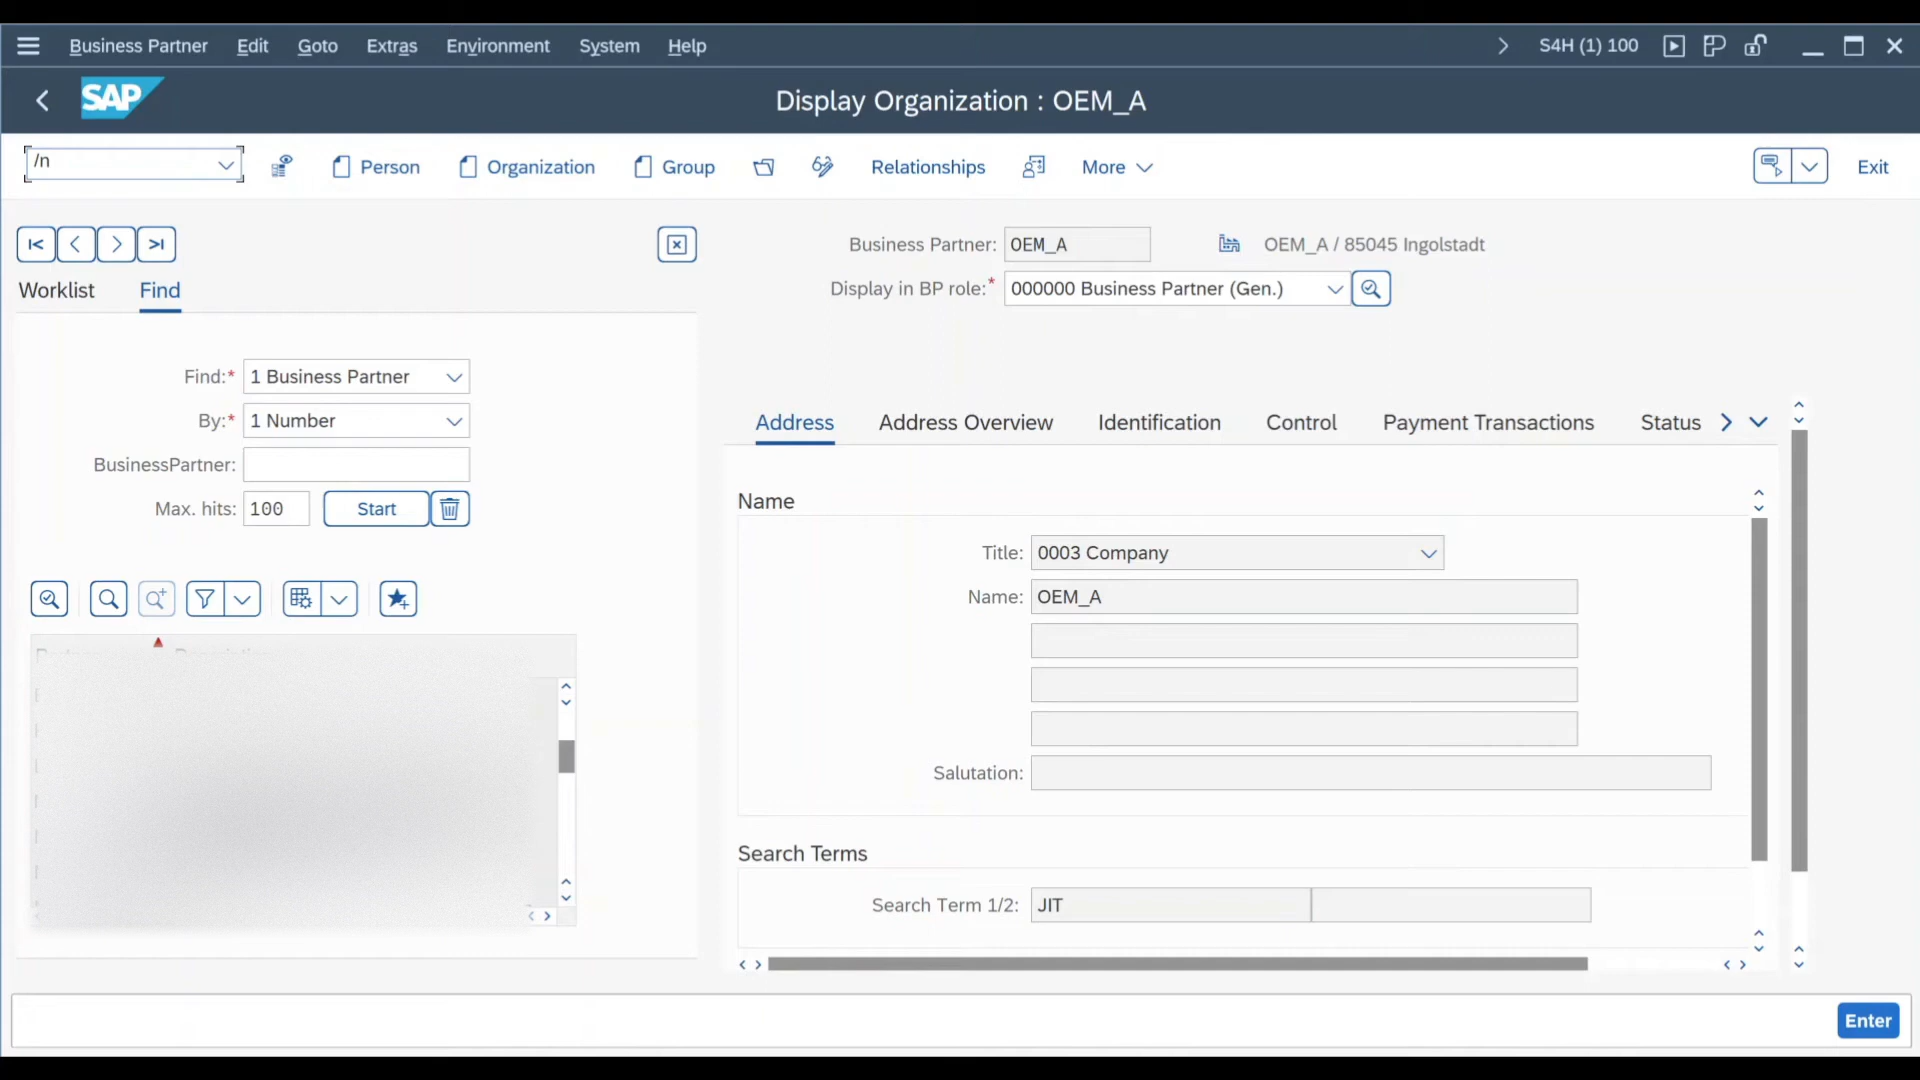 Business Partner Edit Goto Extras Environment System Help S4H (1) 100
SAP Display Organization : OEM_A
/n Person Organization Group Relationships More Exit
Business Partner: OEM_A OEM_A / 85045 Ingolstadt
Worklist Find
Display in BP role:* 000000 Business Partner (Gen.)
Find:* 1 Business Partner
By:* 1 Number
BusinessPartner:
Max. hits: 100 Start
Address Address Overview Identification Control Payment Transactions Status
Name
Title: 0003 Company
Name: OEM_A
Salutation:
Search Terms
Search Term 1/2: JIT
Enter